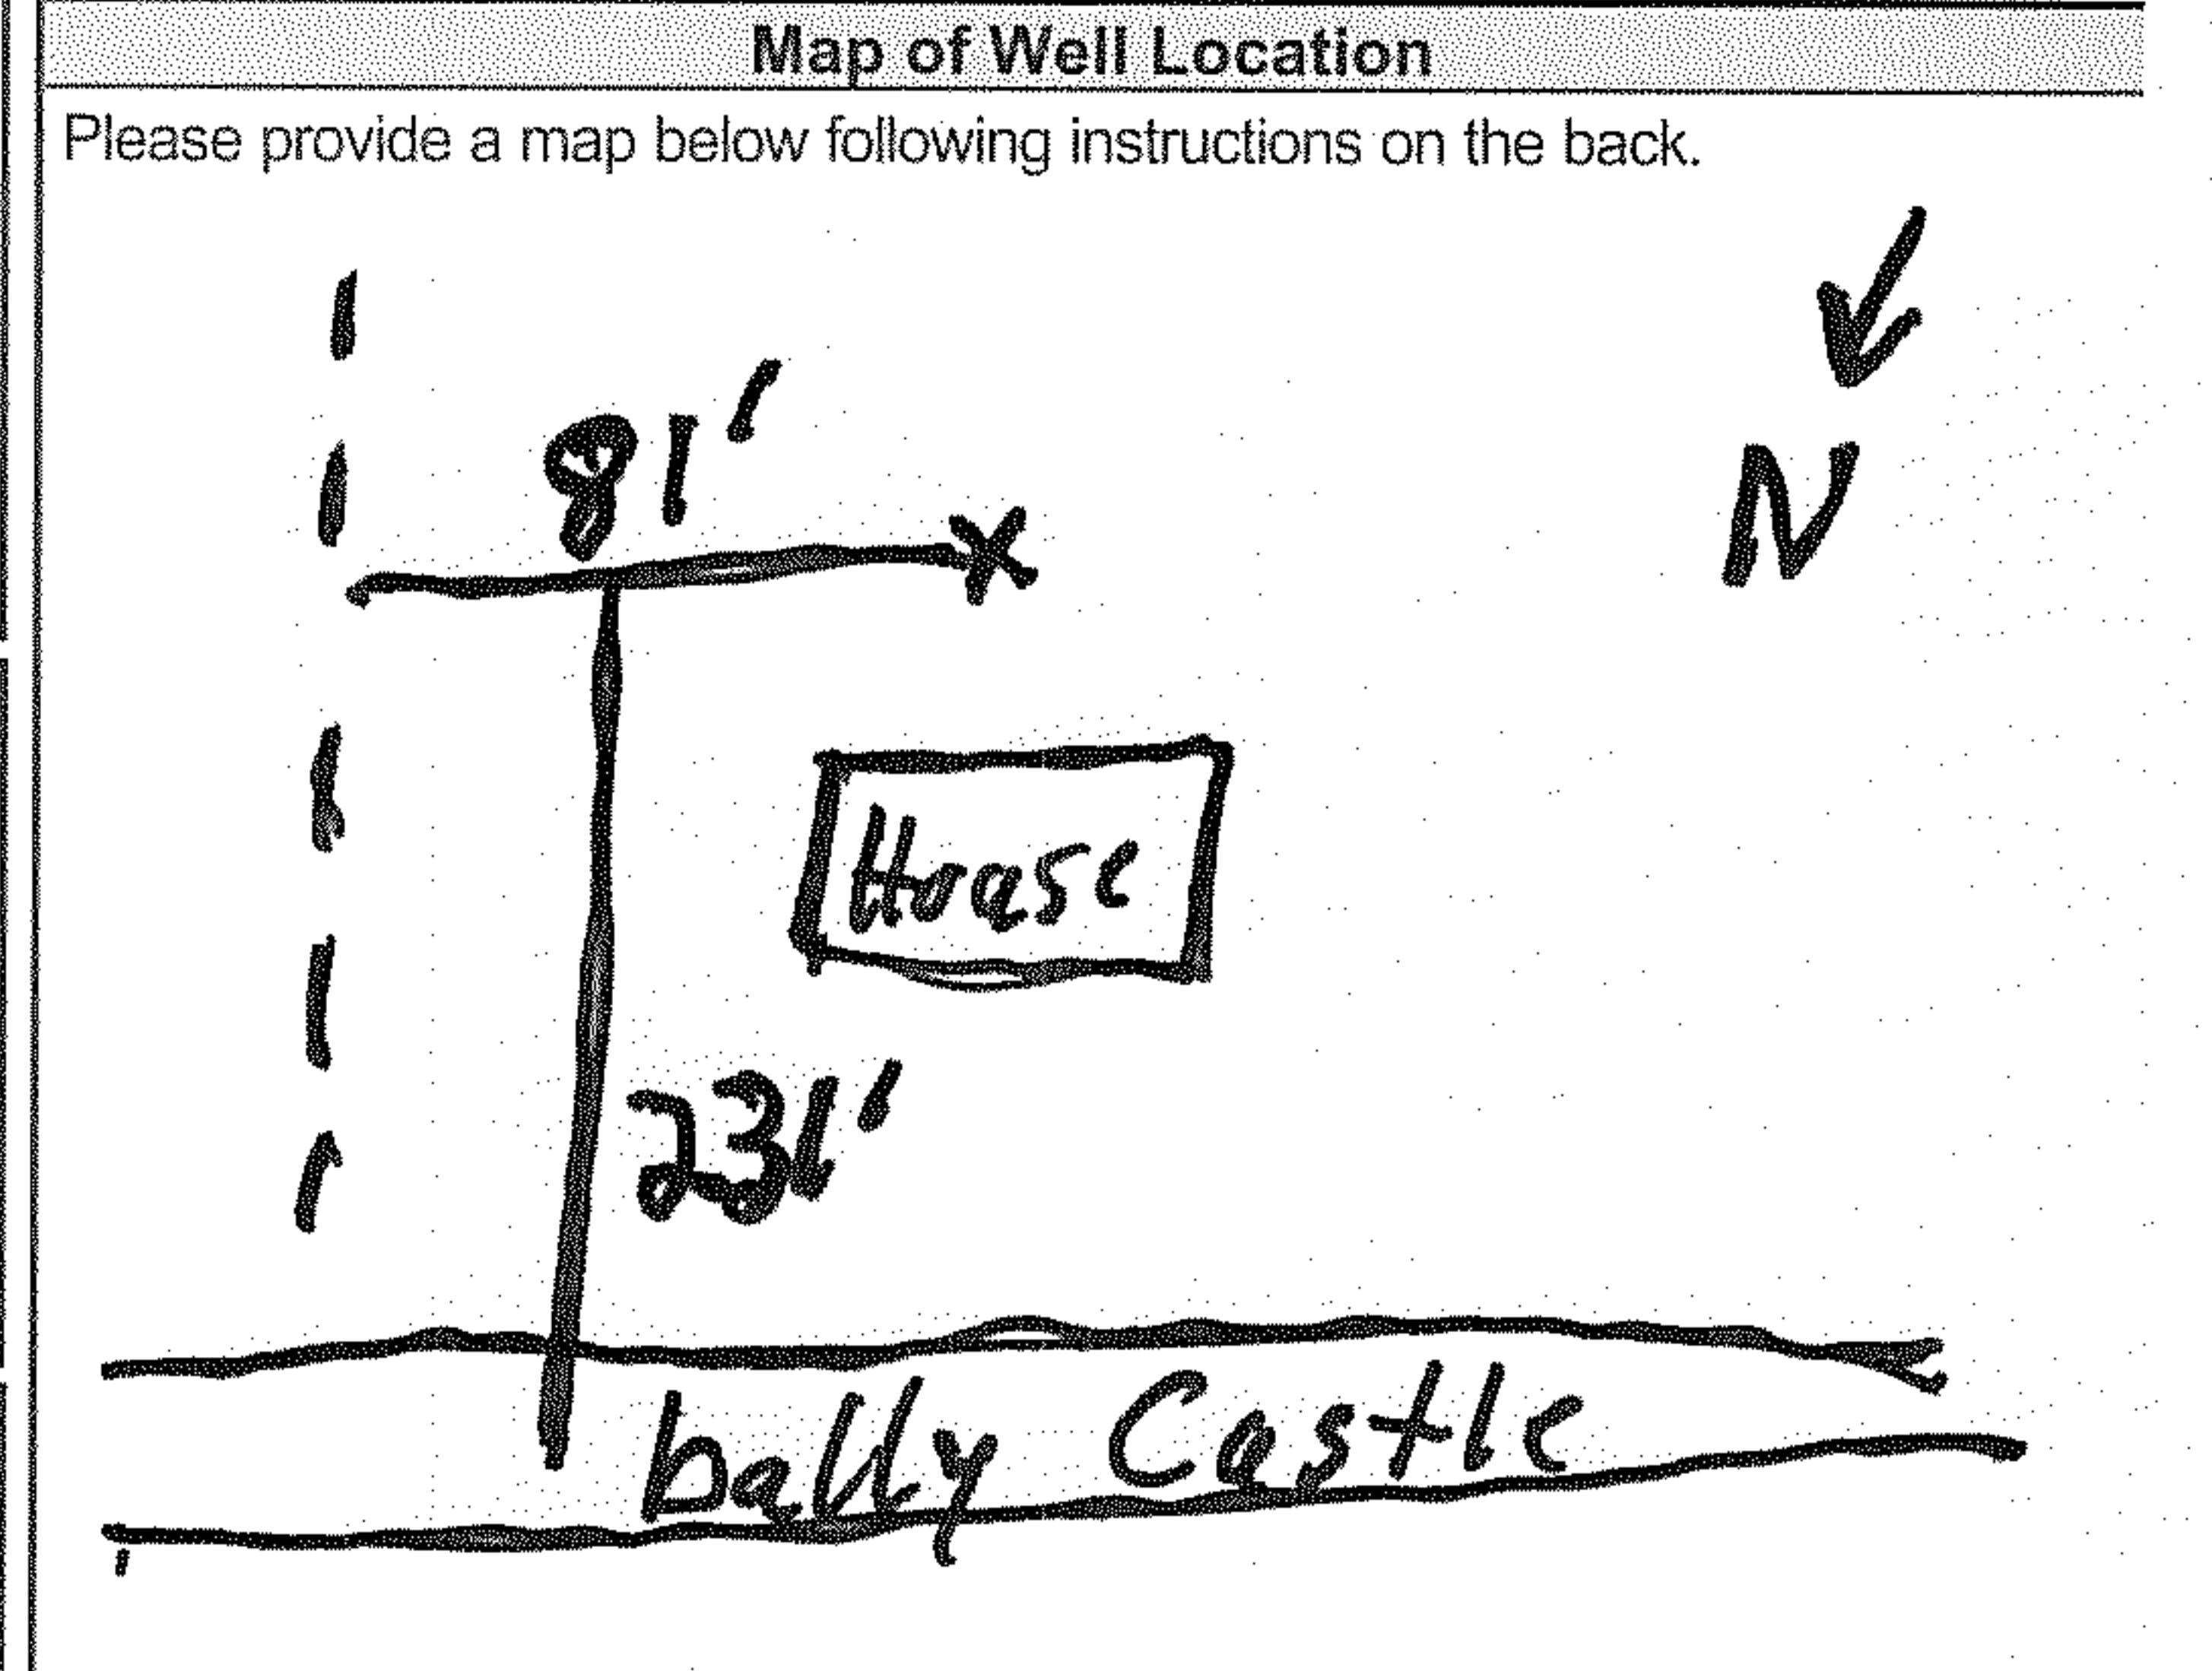 Map of Well Location
Please provide a map below following instructions on the back.
81'
N
House
231'
bally Castle